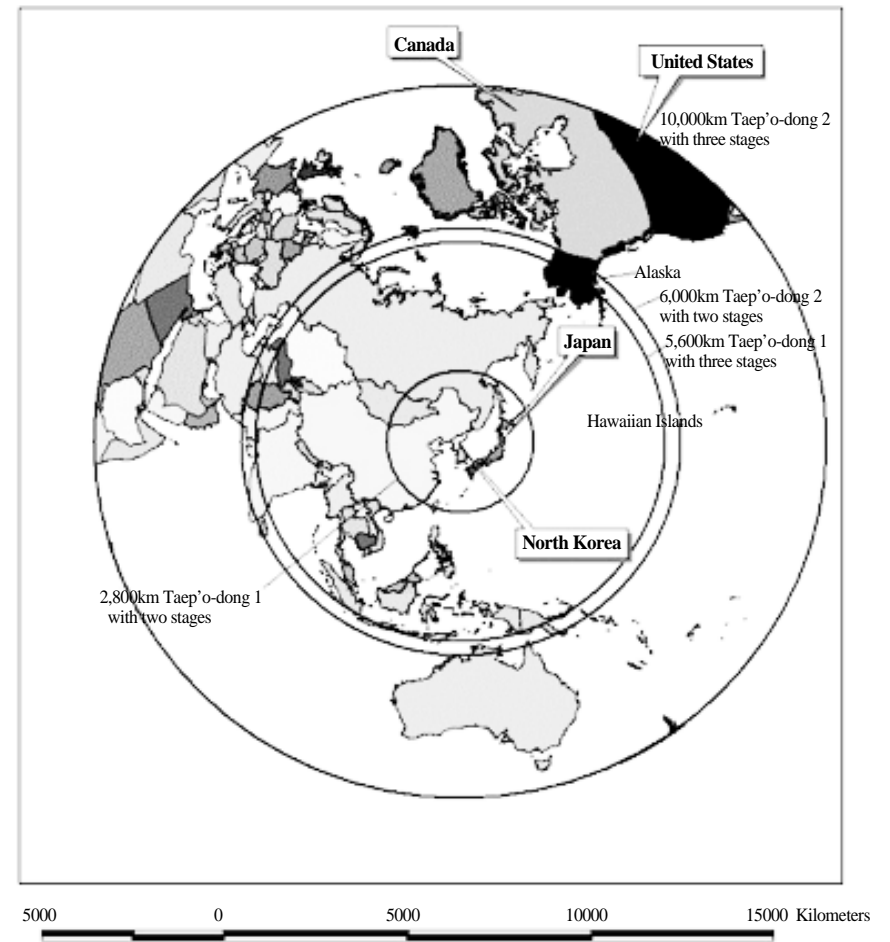 Canada
United States
10,000km Taep'o-dong 2
with three stages
Alaska
6,000km Taep'o-dong 2
with two stages
Japan
5,600km Taep'o-dong 1
with three stages
Hawaiian Islands
North Korea
2,800km Taep'o-dong 1
with two stages
5000 0 5000 10000 15000 Kilometers